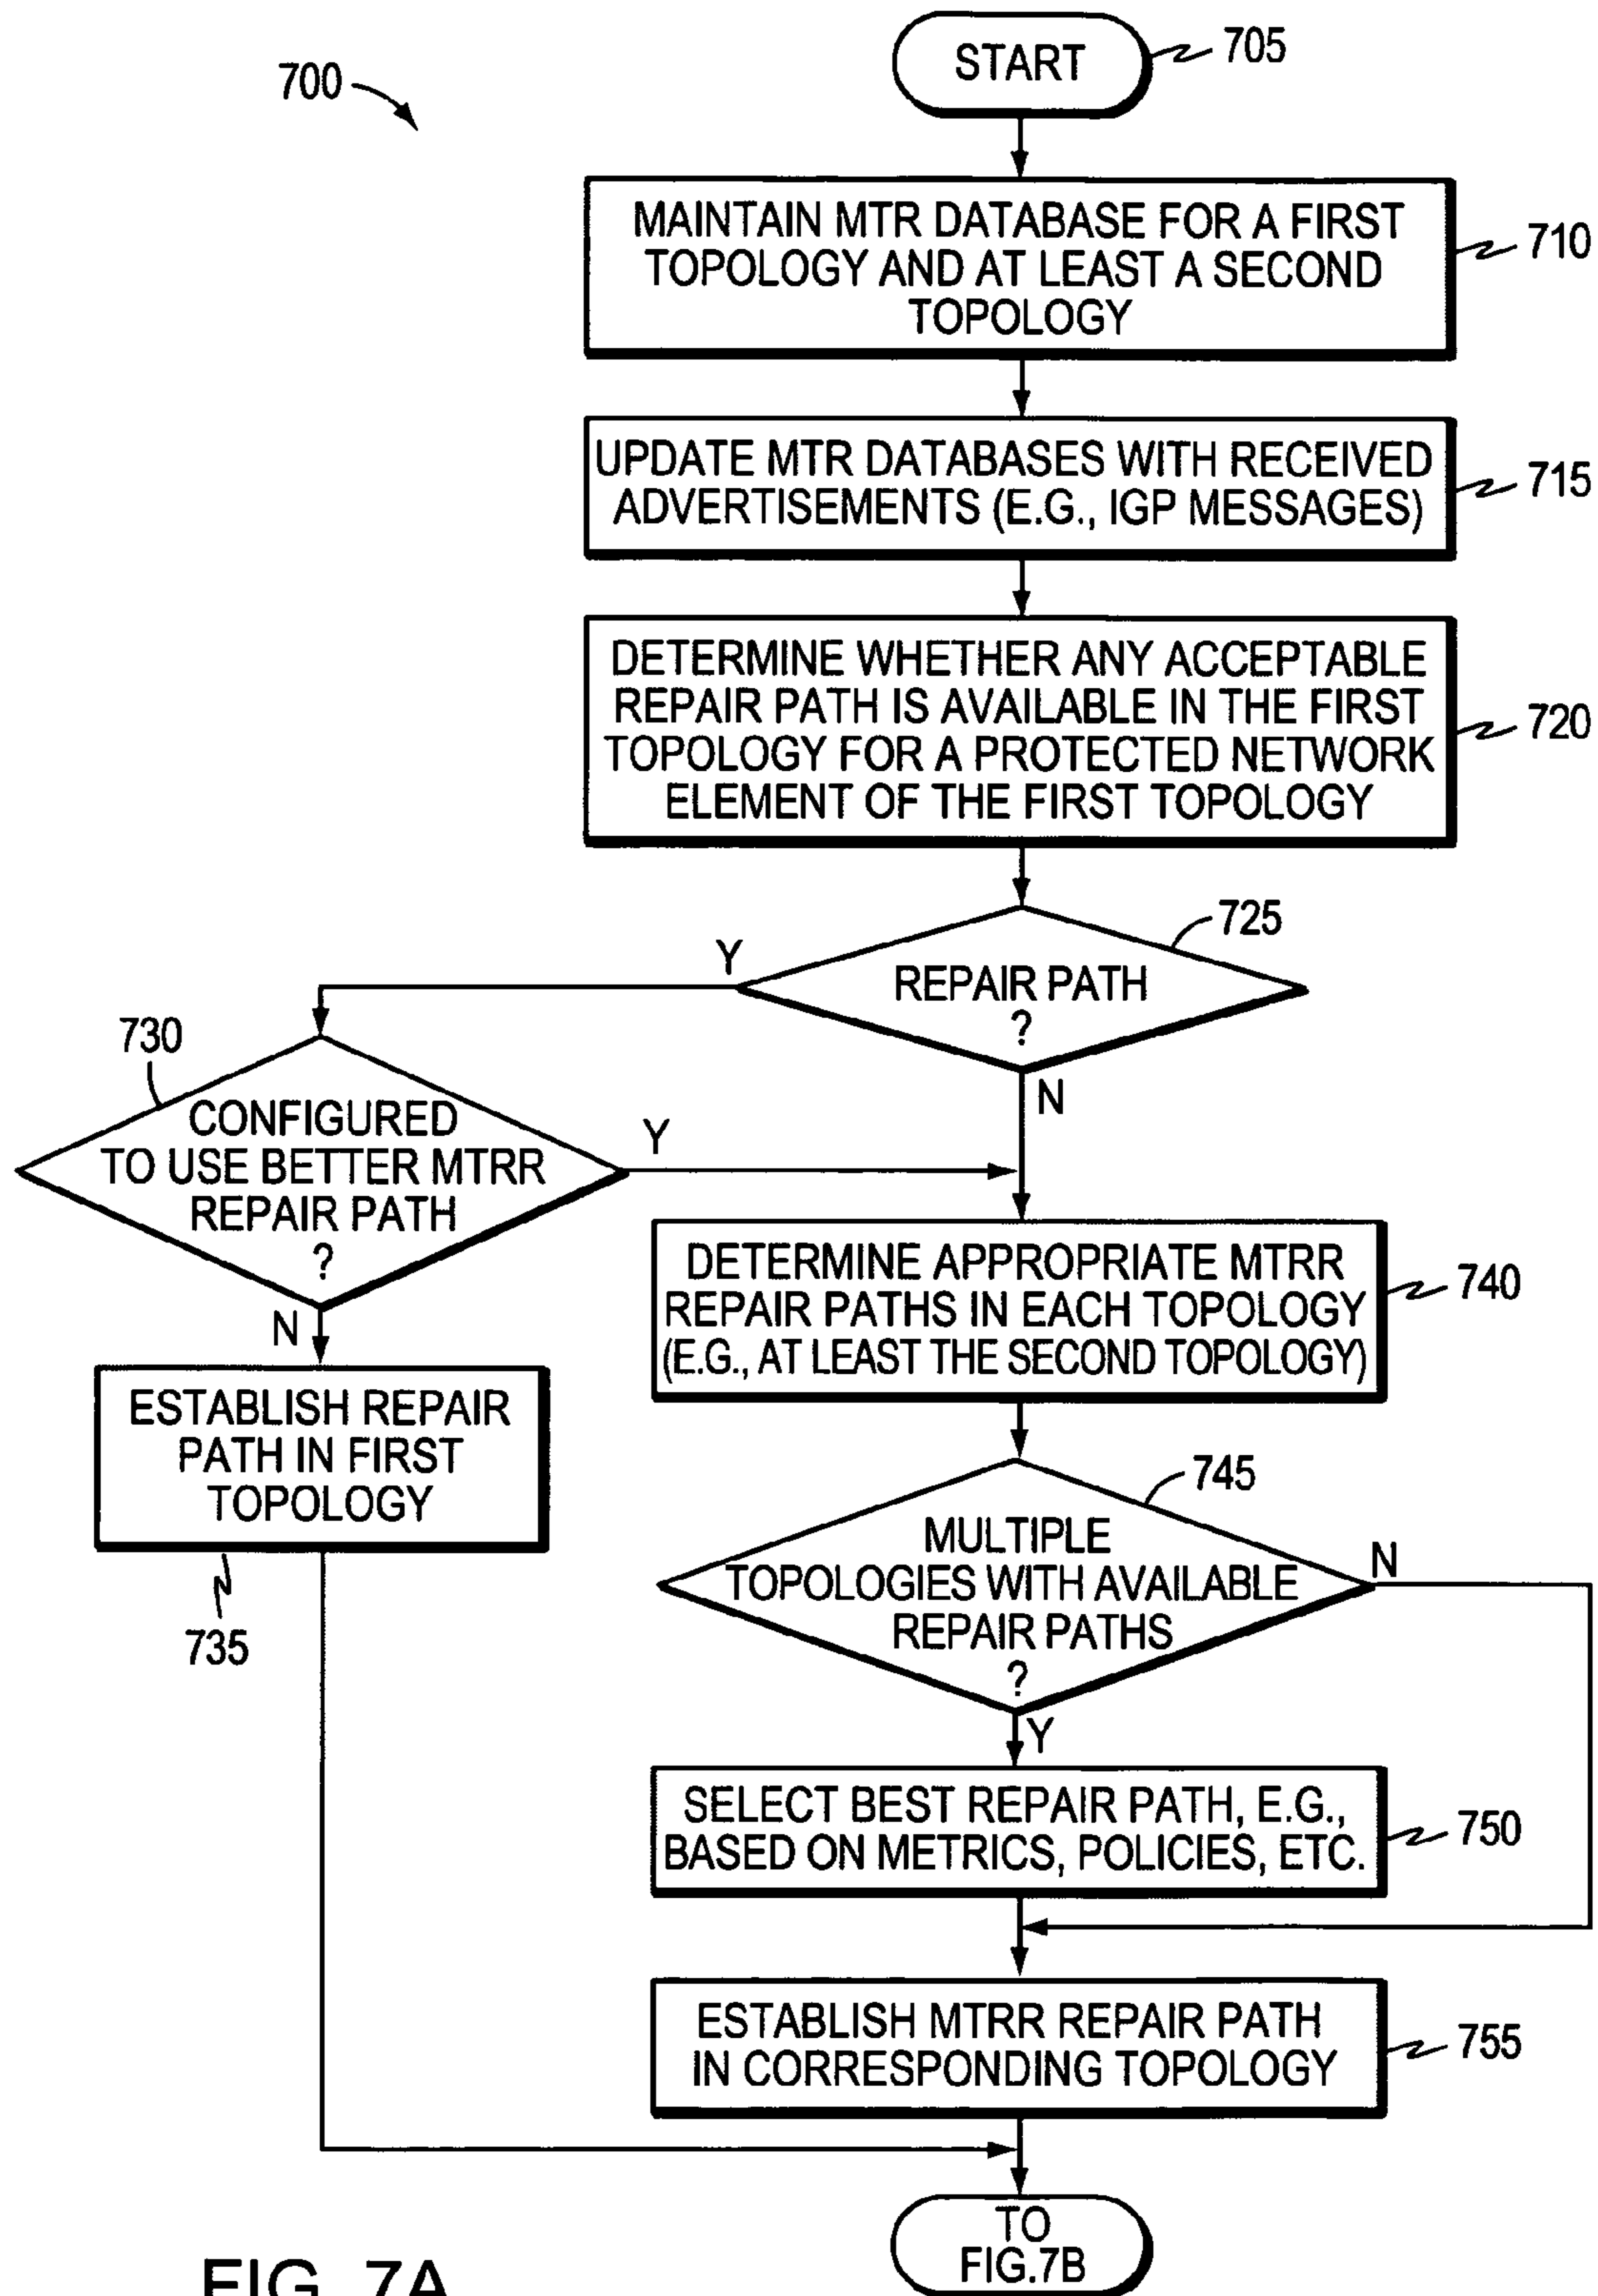 700
START
705
MAINTAIN MTR DATABASE FOR A FIRST
TOPOLOGY AND AT LEAST A SECOND
TOPOLOGY
710
UPDATE MTR DATABASES WITH RECEIVED
ADVERTISEMENTS (E.G., IGP MESSAGES)
715
DETERMINE WHETHER ANY ACCEPTABLE
REPAIR PATH IS AVAILABLE IN THE FIRST
TOPOLOGY FOR A PROTECTED NETWORK
ELEMENT OF THE FIRST TOPOLOGY
720
725
REPAIR PATH
?
Y
N
730
CONFIGURED
TO USE BETTER MTRR
REPAIR PATH
?
Y
N
ESTABLISH REPAIR
PATH IN FIRST
TOPOLOGY
735
DETERMINE APPROPRIATE MTRR
REPAIR PATHS IN EACH TOPOLOGY
(E.G., AT LEAST THE SECOND TOPOLOGY)
740
745
MULTIPLE
TOPOLOGIES WITH AVAILABLE
REPAIR PATHS
?
N
Y
SELECT BEST REPAIR PATH, E.G.,
BASED ON METRICS, POLICIES, ETC.
750
ESTABLISH MTRR REPAIR PATH
IN CORRESPONDING TOPOLOGY
755
TO
FIG.7B
FIG. 7A